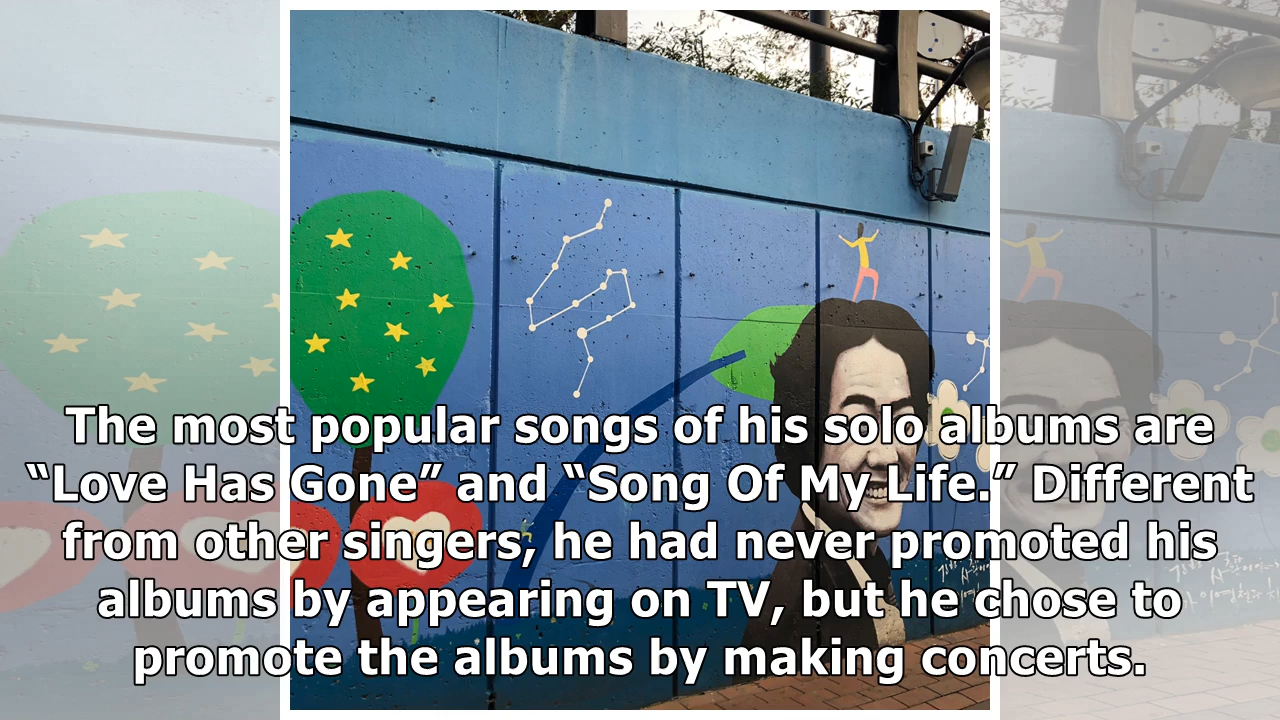 The most popular songs of his solo albums are
“Love Has Gone” and “Song Of My Life.” Different
from other singers, he had never promoted his
albums by appearing on TV, but he chose to
promote the albums by making concerts.